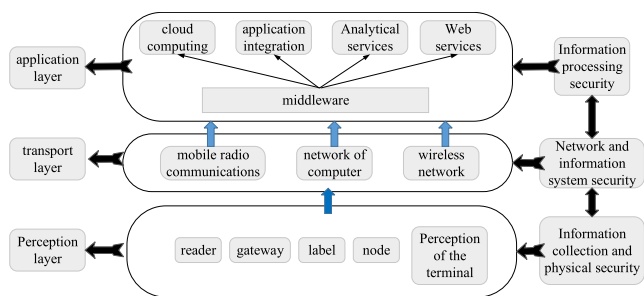 cloud
computing
application
integration
Analytical
services
Web
services
application
layer
Information
processing
security
middleware
transport
layer
mobile radio
communications
network of
computer
wireless
network
Network and
information
system security
Perception
layer
reader
gateway
label
node
Perception
of the
terminal
Information
collection and
physical security